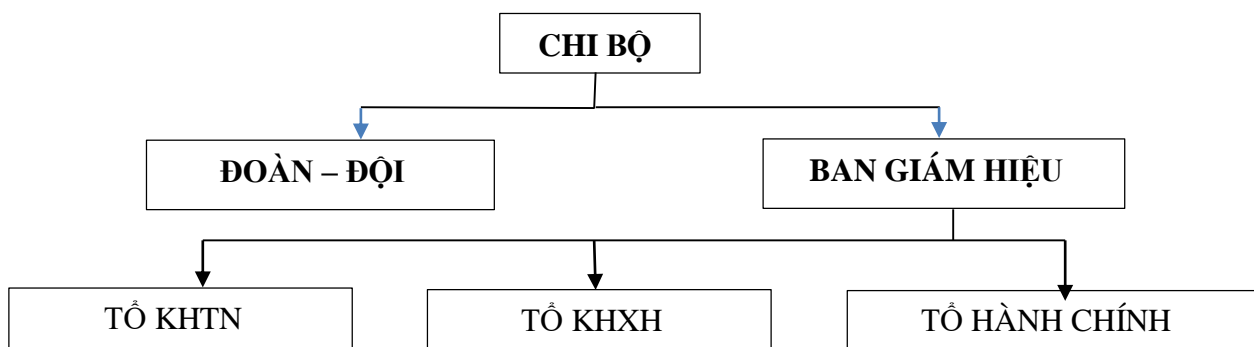 CHI BỘ
ĐOÀN – ĐỘI
BAN GIÁM HIỆU
TỔ KHTN
TỔ KHXH
TỔ HÀNH CHÍNH